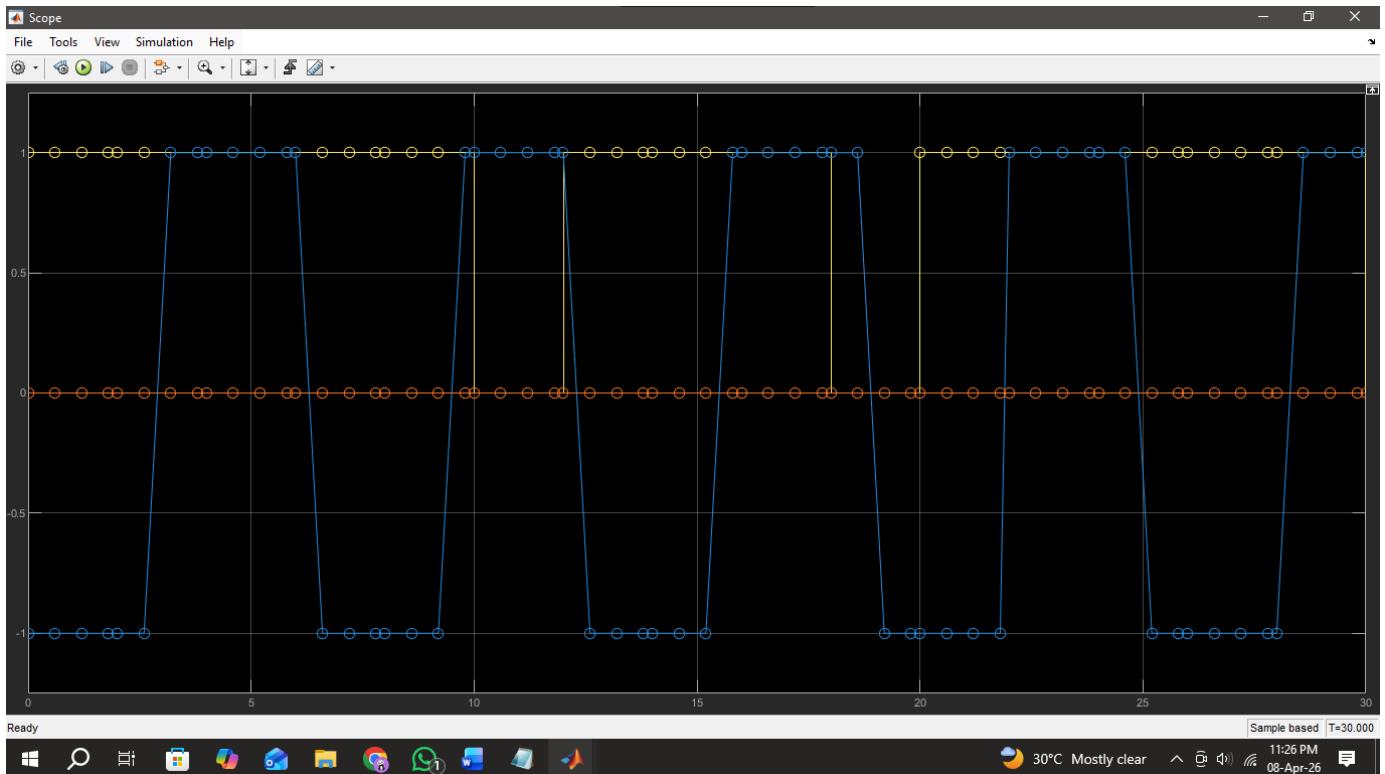 Scope
File Tools View Simulation Help
1
0.5
0
-0.5
-1
0 5 10 15 20 25 30
Ready Sample based T=30.000
1 30°C Mostly clear 11:26 PM
08-Apr-26